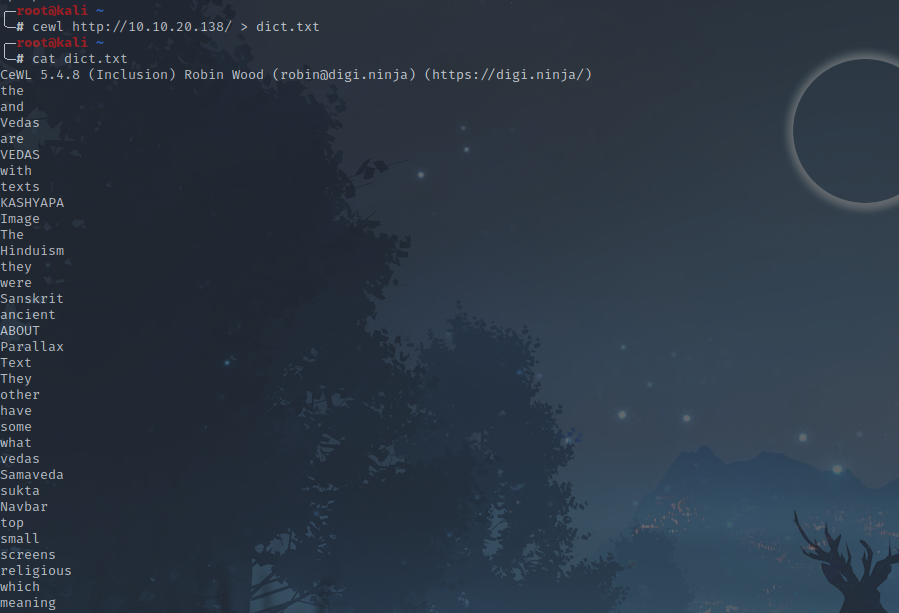 root@kali ~
# cewl http://10.10.20.138/ > dict.txt
root@kali ~
# cat dict.txt
CeWL 5.4.8 (Inclusion) Robin Wood (robin@digi.ninja) (https://digi.ninja/)
the
and
Vedas
are
VEDAS
with
texts
KASHYAPA
Image
The
Hinduism
they
were
Sanskrit
ancient
ABOUT
Parallax
Text
They
other
have
some
what
vedas
Samaveda
sukta
Navbar
top
small
screens
religious
which
meaning